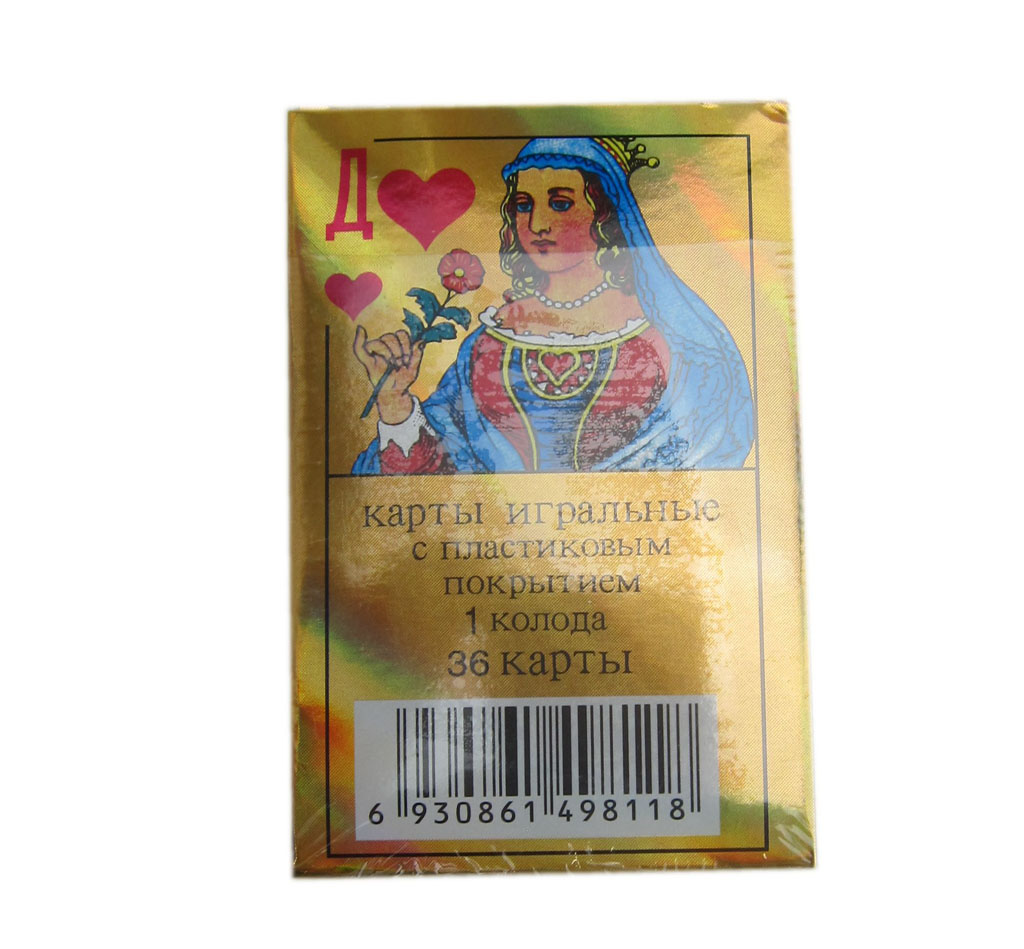 Д
карты игральные
с пластиковым
покрытием
1 колода
36 карты
6 930861 498118